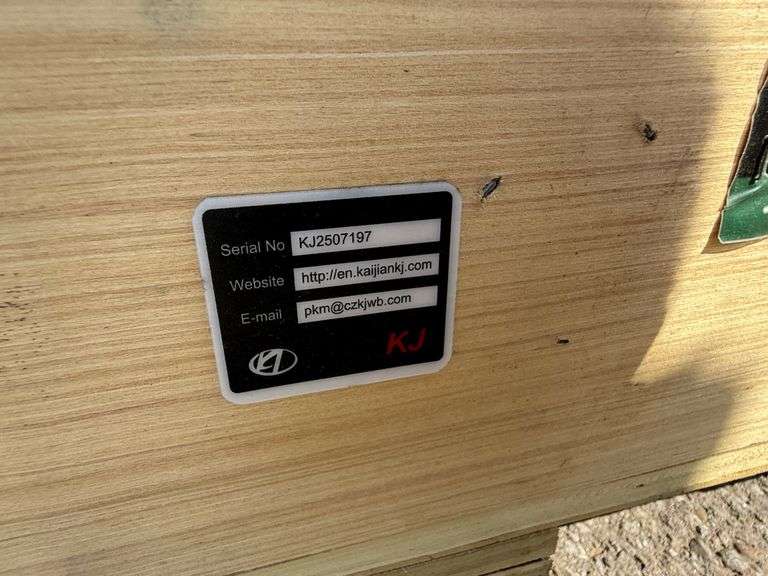 Serial No KJ2507197
Website http://en.kaijiankj.com
E-mail pkm@czkjwb.com
KJ